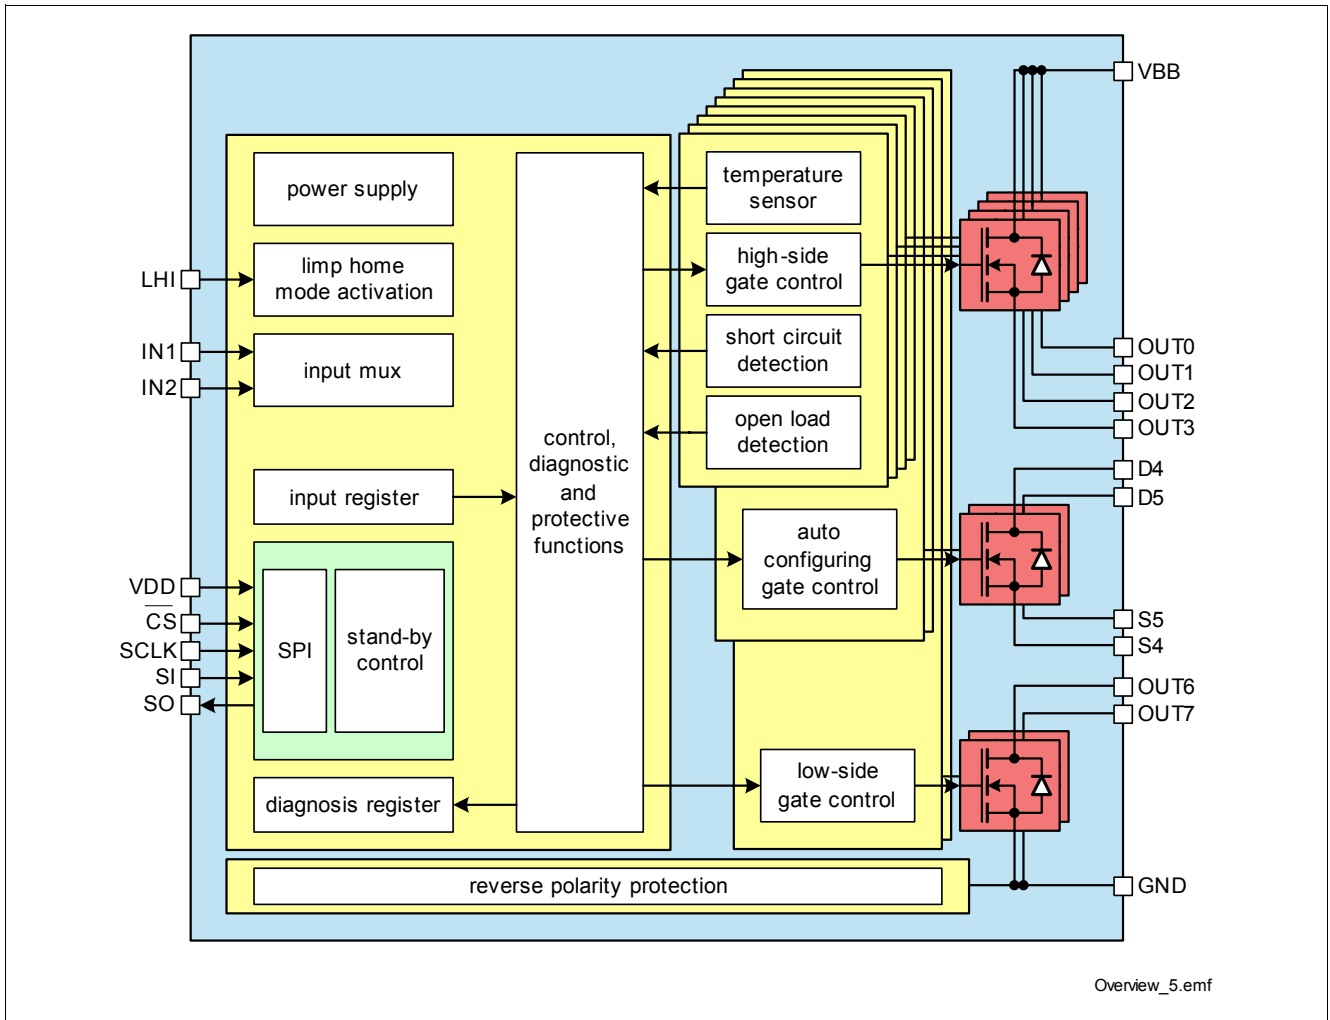 VBB
temperature
sensor
power supply
high-side
gate control
limp home
mode activation
LHI
short circuit
detection
OUT0
IN1
input mux
OUT1
IN2
OUT2
open load
detection
OUT3
control,
diagnostic
and
protective
functions
D4
input register
D5
auto
configuring
gate control
VDD
CS
S5
SCLK
SPI
stand-by
control
S4
SI
OUT6
SO
OUT7
low-side
gate control
diagnosis register
reverse polarity protection
GND
Overview_5.emf